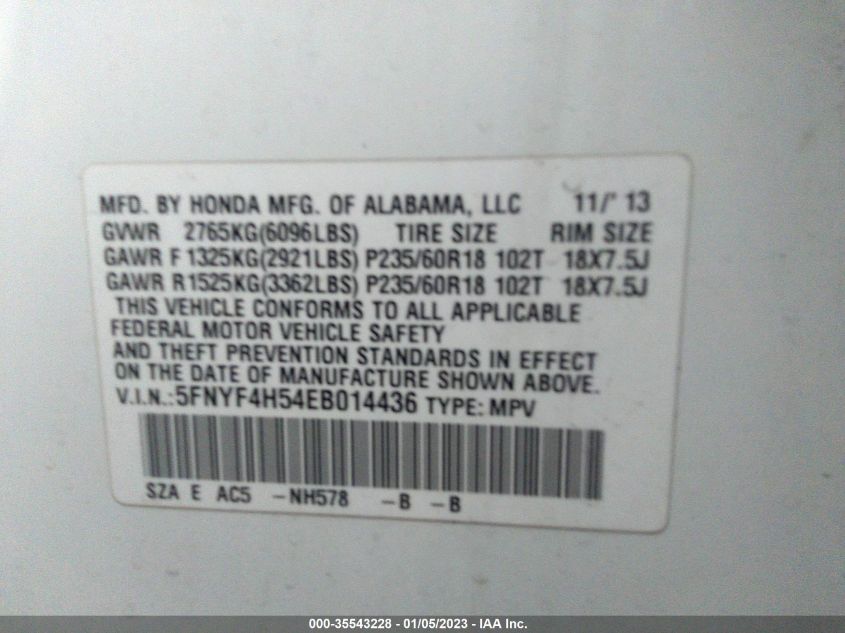 MFD. BY HONDA MFG. OF ALABAMA, LLC 11/' 13
GVWR 2765KG(6096LBS) TIRE SIZE RIM SIZE
GAWR F 1325KG(2921LBS) P235/60R18 102T 18X7.5J
GAWR R1525KG(3362LBS) P235/60R18 102T 18X7.5J
THIS VEHICLE CONFORMS TO ALL APPLICABLE
FEDERAL MOTOR VEHICLE SAFETY
AND THEFT PREVENTION STANDARDS IN EFFECT
ON THE DATE OF MANUFACTURE SHOWN ABOVE.
V.I.N.:5FNYF4H54EB014436 TYPE: MPV
SZA E AC5 -NH578 -B -B
000-35543228 - 01/05/2023 - IAA Inc.